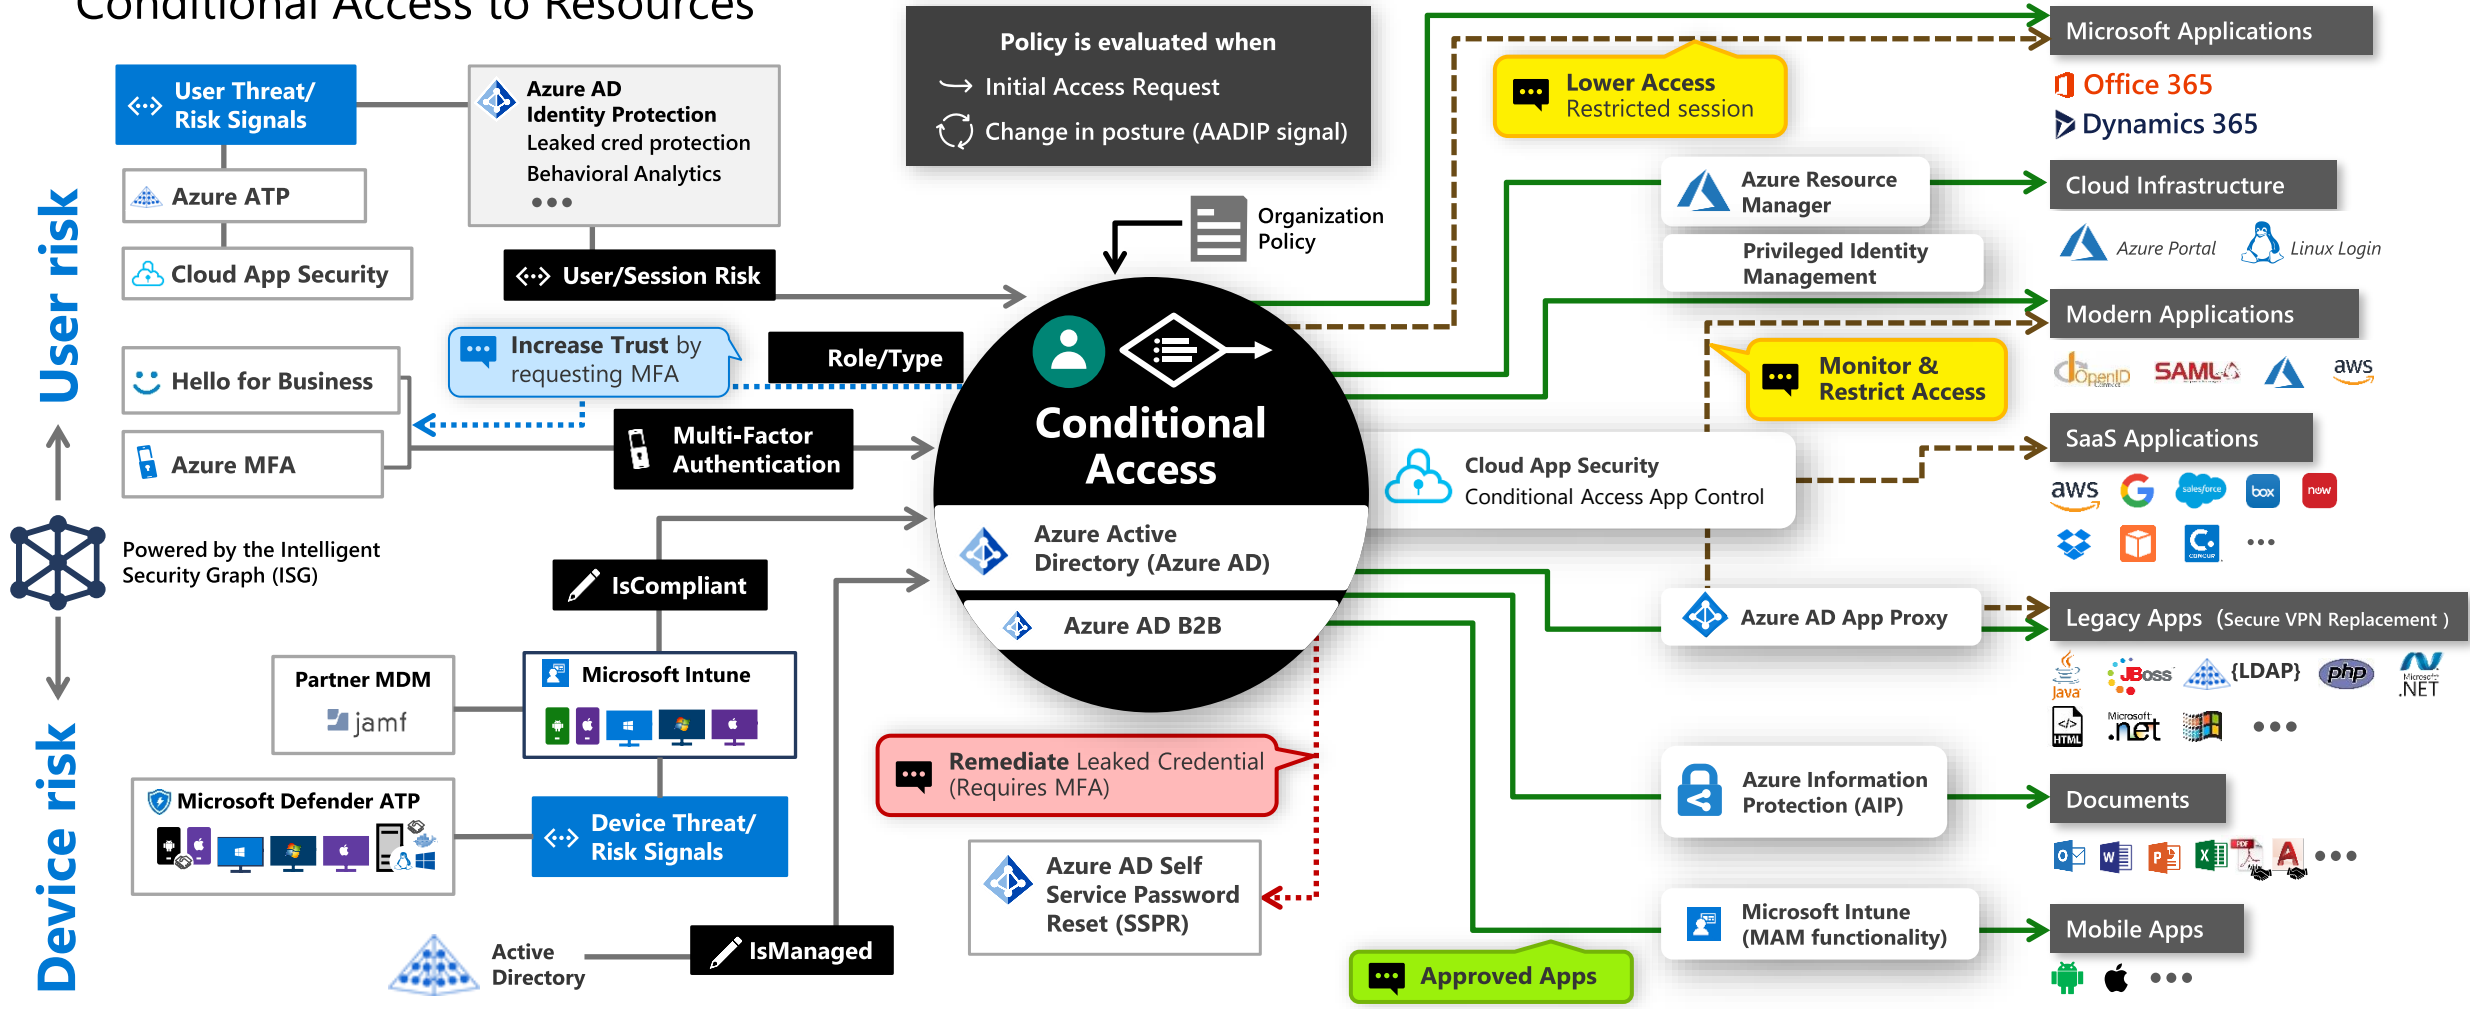 Conditional Access to Resources
User Threat/
Risk Signals
Azure ATP
Cloud App Security
Azure AD
Identity Protection
Leaked cred protection
Behavioral Analytics
User/Session Risk
Policy is evaluated when
Initial Access Request
Change in posture (AADIP signal)
Organization
Policy
User risk
Hello for Business
Azure MFA
Increase Trust by
requesting MFA
Role/Type
Multi-Factor
Authentication
Powered by the Intelligent
Security Graph (ISG)
Device risk
IsCompliant
Partner MDM
jamf
Microsoft Intune
Microsoft Defender ATP
Device Threat/
Risk Signals
Active
Directory
IsManaged
Conditional
Access
Azure Active
Directory (Azure AD)
Azure AD B2B
Remediate Leaked Credential
(Requires MFA)
Azure AD Self
Service Password
Reset (SSPR)
Lower Access
Restricted session
Azure Resource
Manager
Privileged Identity
Management
Monitor &
Restrict Access
Cloud App Security
Conditional Access App Control
Azure AD App Proxy
Azure Information
Protection (AIP)
Microsoft Intune
(MAM functionality)
Approved Apps
Microsoft Applications
Office 365
Dynamics 365
Cloud Infrastructure
Azure Portal
Linux Login
Modern Applications
OpenID
SAML
aws
SaaS Applications
aws
salesforce
box
now
CONCUR
Legacy Apps (Secure VPN Replacement )
Java
JBoss
{LDAP}
php
Microsoft
.NET
HTML
Microsoft
.net
Documents
PDF
Mobile Apps